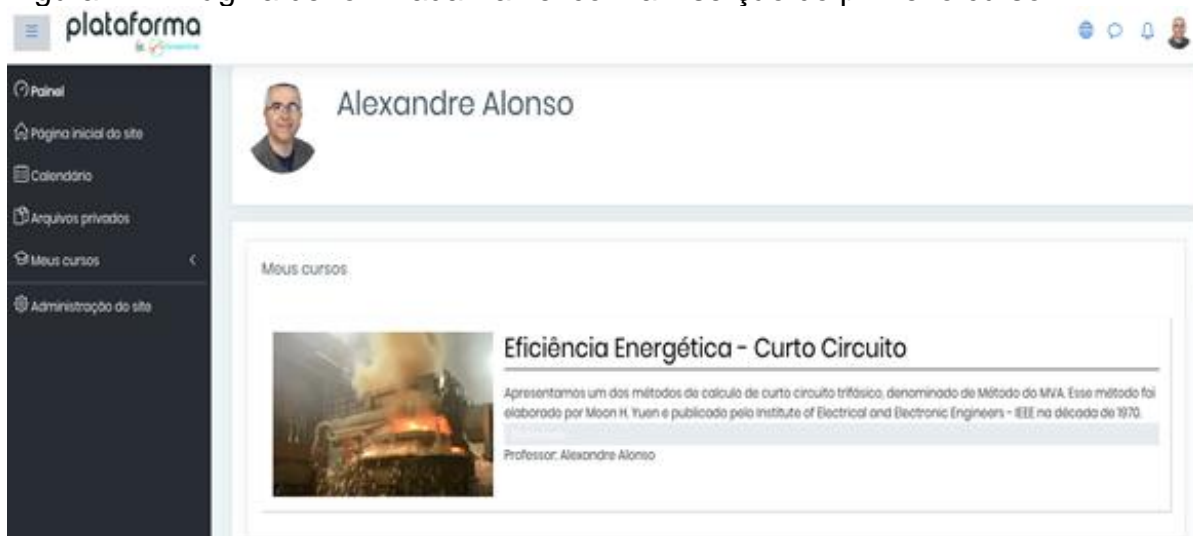 plataforma
Painel
Página inicial do site
Calendário
Arquivos privados
Meus cursos
Administração do site
Alexandre Alonso
Meus cursos
Eficiência Energética - Curto Circuito
Apresentamos um dos métodos de calculo de curto circuito trifásico, denominado de Método do MVA. Esse método foi
elaborado por Moon H. Yuen e publicado pela Institute of Electrical and Electronic Engineers - IEEE na década de 1970.
Professor: Alexandre Alonso